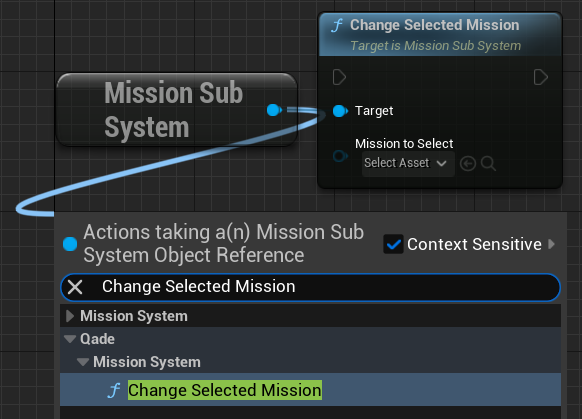 Change Selected Mission
Target is Mission Sub System
Mission Sub
System
Target
Mission to Select
Select Asset
Actions taking a(n) Mission Sub
System Object Reference
Context Sensitive
Change Selected Mission
Mission System
Qade
Mission System
Change Selected Mission